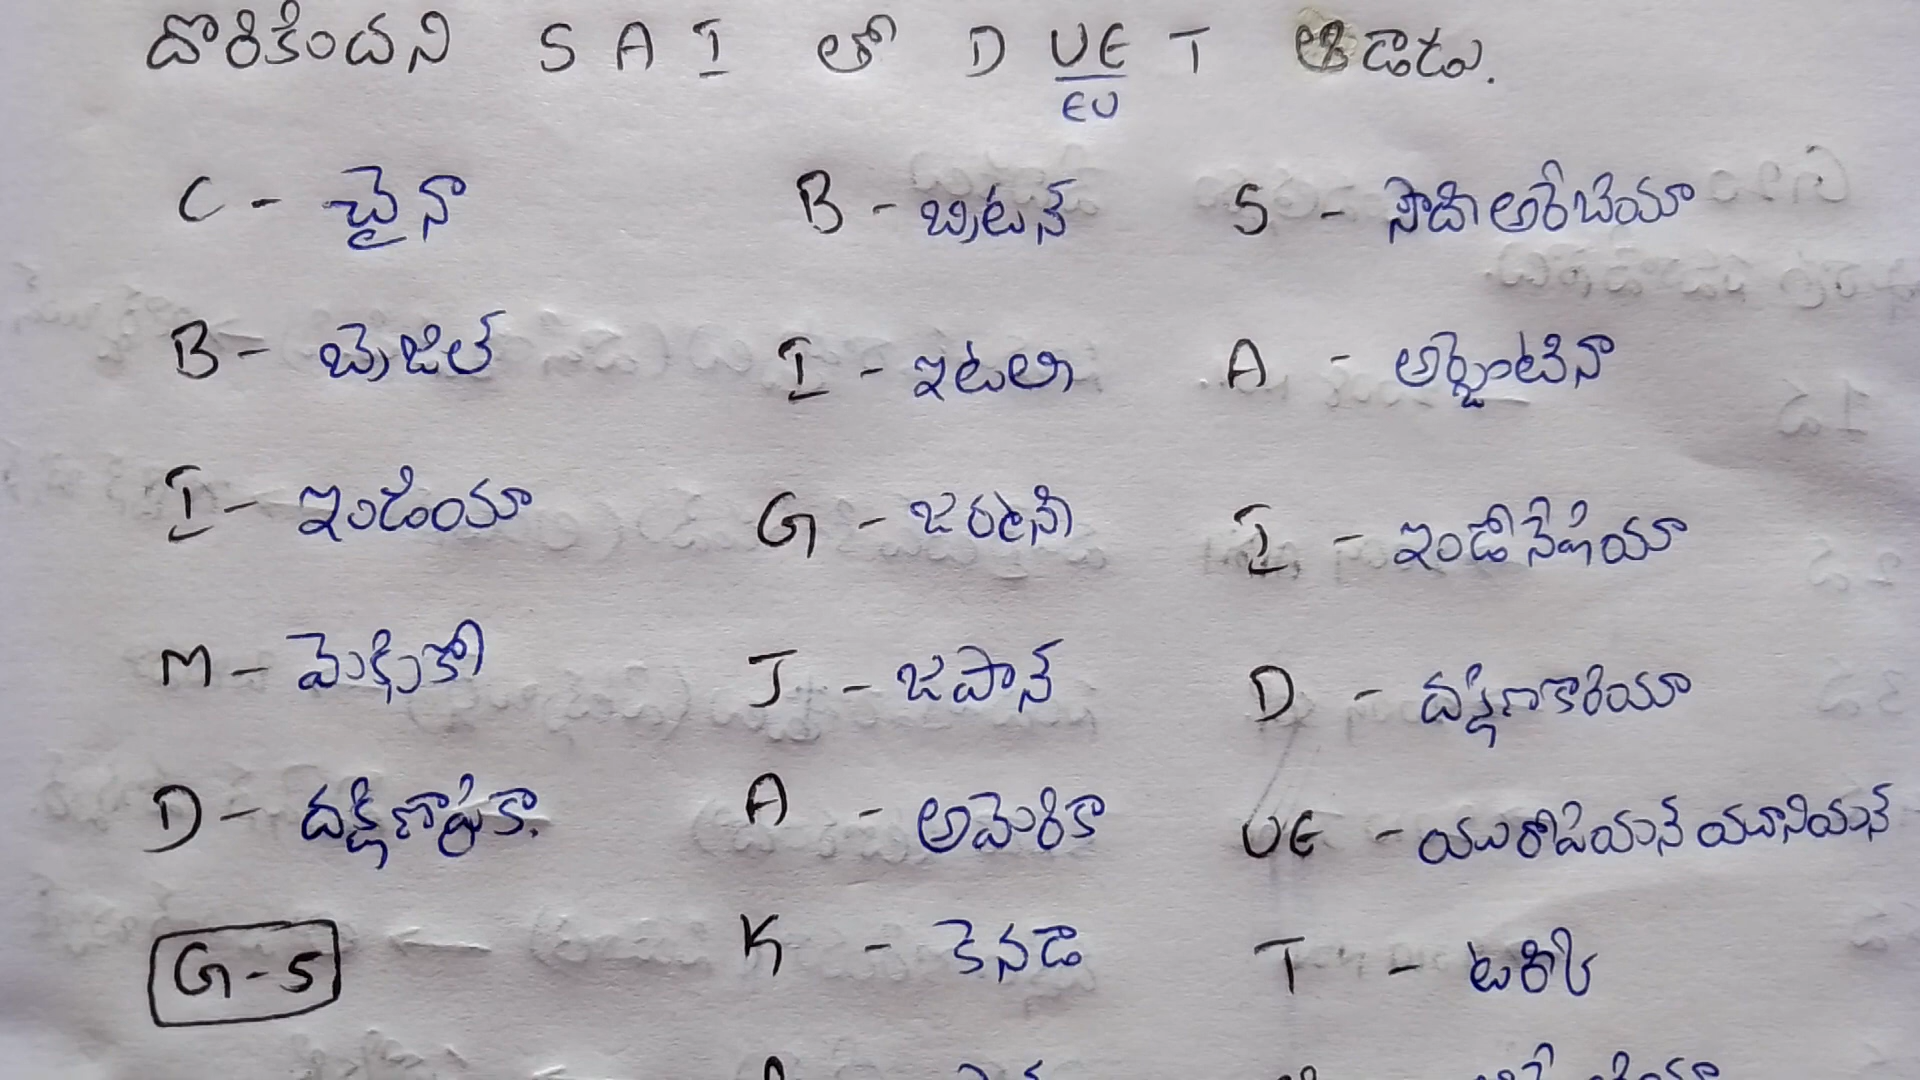 దొరికిందని S A I తో D UE T ఆడాడు.
EU
C - చైనా B - బ్రిటన్ S - సౌదీ అరేబియా
B - బ్రెజిల్ I - ఇటలీ A - అర్జెంటీనా
I - ఇండియా G - జర్మనీ I - ఇండోనేషియా
M - మెక్సికో J - జపాన్ D - దక్షిణ కొరియా
D - దక్షిణాఫ్రికా. A - అమెరికా UE - యురోపియన్ యూనియన్
G-5 K - కెనడా T - టర్కీ